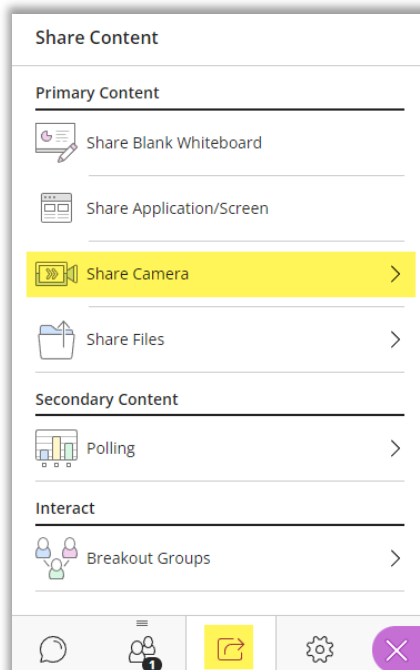 Share Content
Primary Content
Share Blank Whiteboard
Share Application/Screen
Share Camera
Share Files
Secondary Content
Polling
Interact
Breakout Groups
1